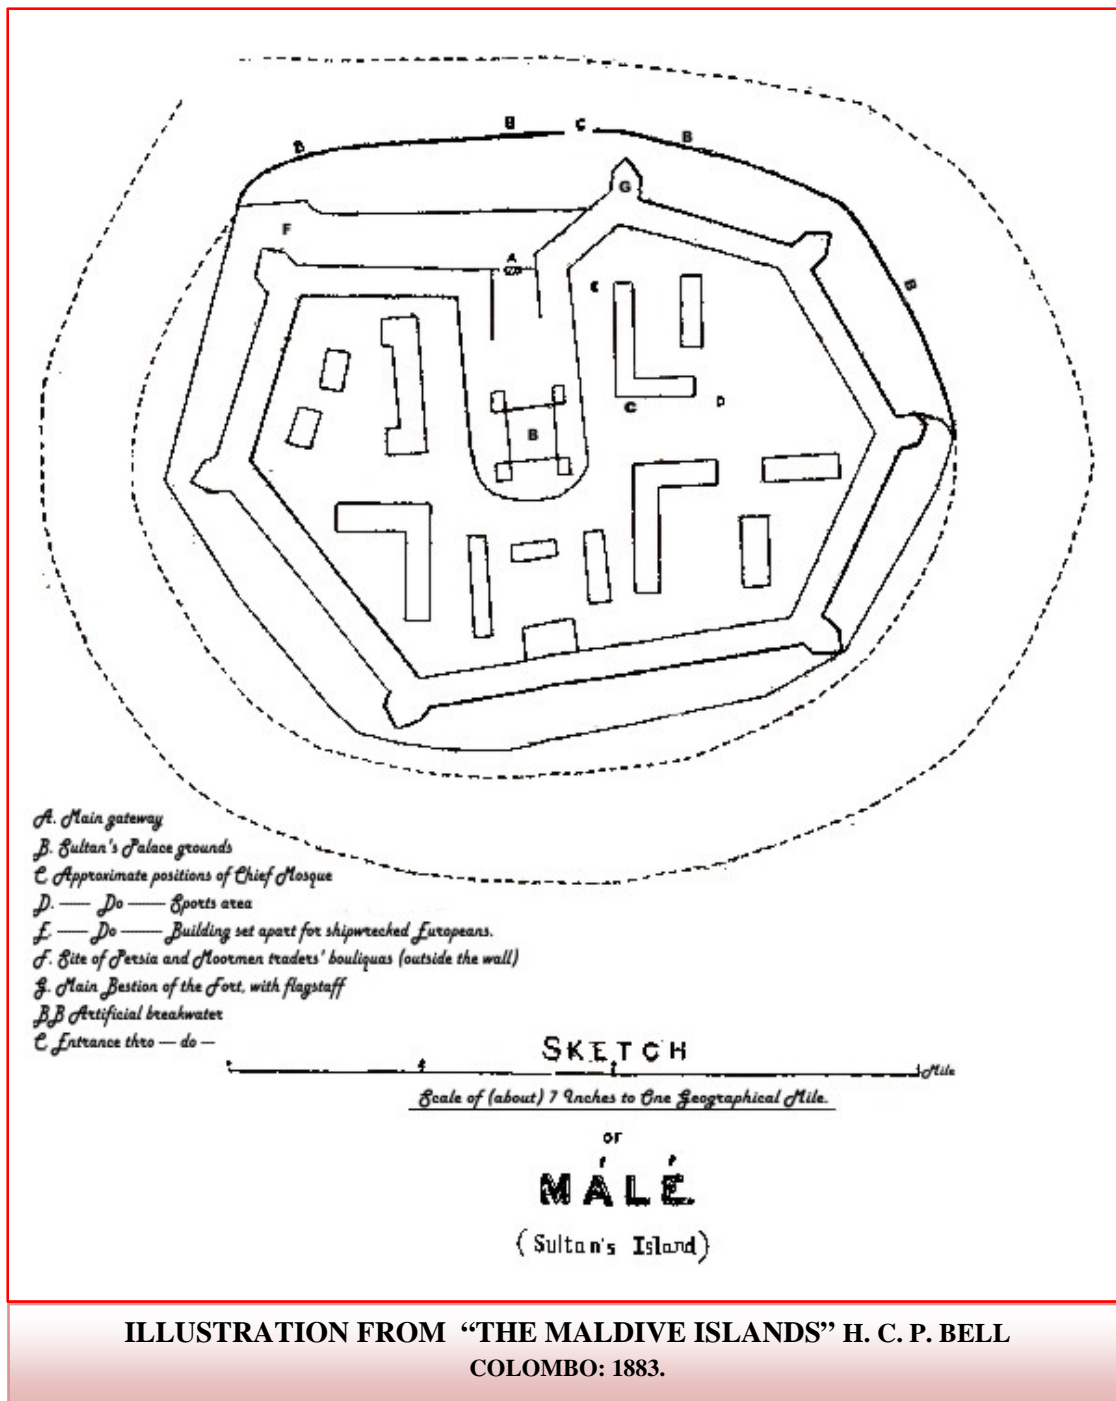 B
B
C
B
G
F
A
B
E
C
D
B
A. Main gateway
B. Sultan's Palace grounds
C. Approximate positions of Chief Mosque
D. —— Do —— Sports area
E. —— Do —— Building set apart for shipwrecked Europeans.
F. Site of Persia and Moormen traders' bouliquas (outside the wall)
G. Main Bestion of the Fort, with flagstaff
BB Artificial breakwater
C Entrance thro — do —
SKETCH
Mile
Scale of (about) 7 Inches to One Geographical Mile.
or
MÁLÉ.
(Sultan's Island)
ILLUSTRATION FROM “THE MALDIVE ISLANDS” H. C. P. BELL
COLOMBO: 1883.